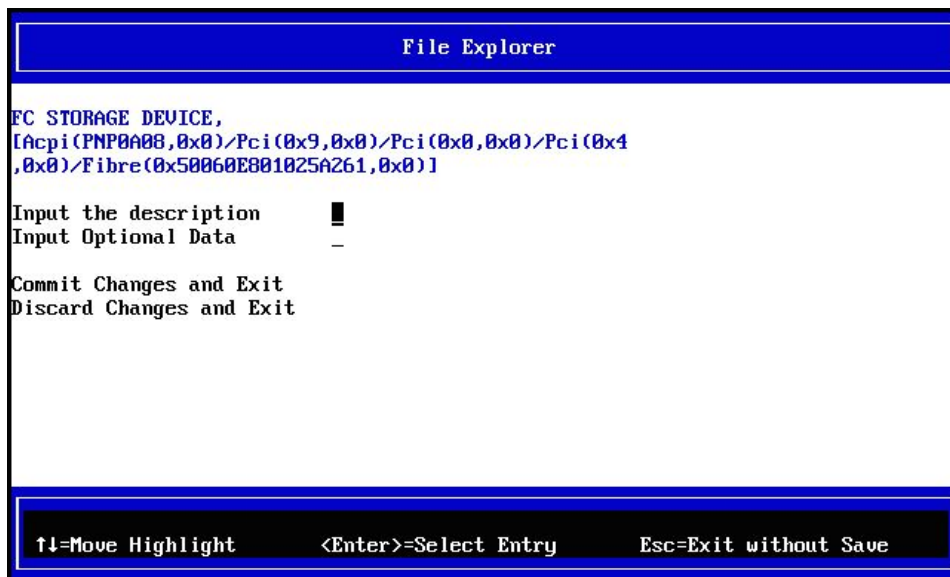 File Explorer
FC STORAGE DEVICE,
[Acpi(PNP0A08,0x0)/Pci(0x9,0x0)/Pci(0x0,0x0)/Pci(0x4
,0x0)/Fibre(0x50060E801025A261,0x0)]
Input the description
Input Optional Data _
Commit Changes and Exit
Discard Changes and Exit
↑↓=Move Highlight <Enter>=Select Entry Esc=Exit without Save